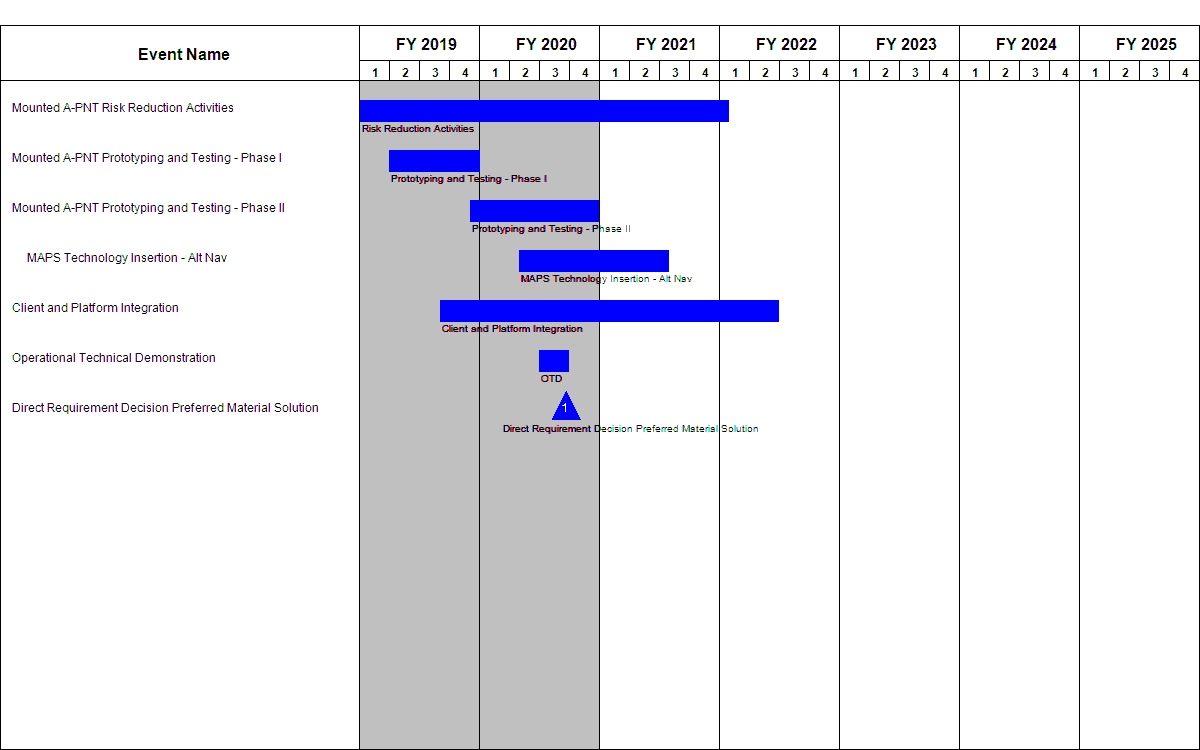 Event Name
FY 2019 FY 2020 FY 2021 FY 2022 FY 2023 FY 2024 FY 2025
1 2 3 4 1 2 3 4 1 2 3 4 1 2 3 4 1 2 3 4 1 2 3 4 1 2 3 4
Mounted A-PNT Risk Reduction Activities
Risk Reduction Activities
Mounted A-PNT Prototyping and Testing - Phase I
Prototyping and Testing - Phase I
Mounted A-PNT Prototyping and Testing - Phase II
Prototyping and Testing - Phase II
MAPS Technology Insertion - Alt Nav
MAPS Technology Insertion - Alt Nav
Client and Platform Integration
Client and Platform Integration
Operational Technical Demonstration
OTD
Direct Requirement Decision Preferred Material Solution
1
Direct Requirement Decision Preferred Material Solution